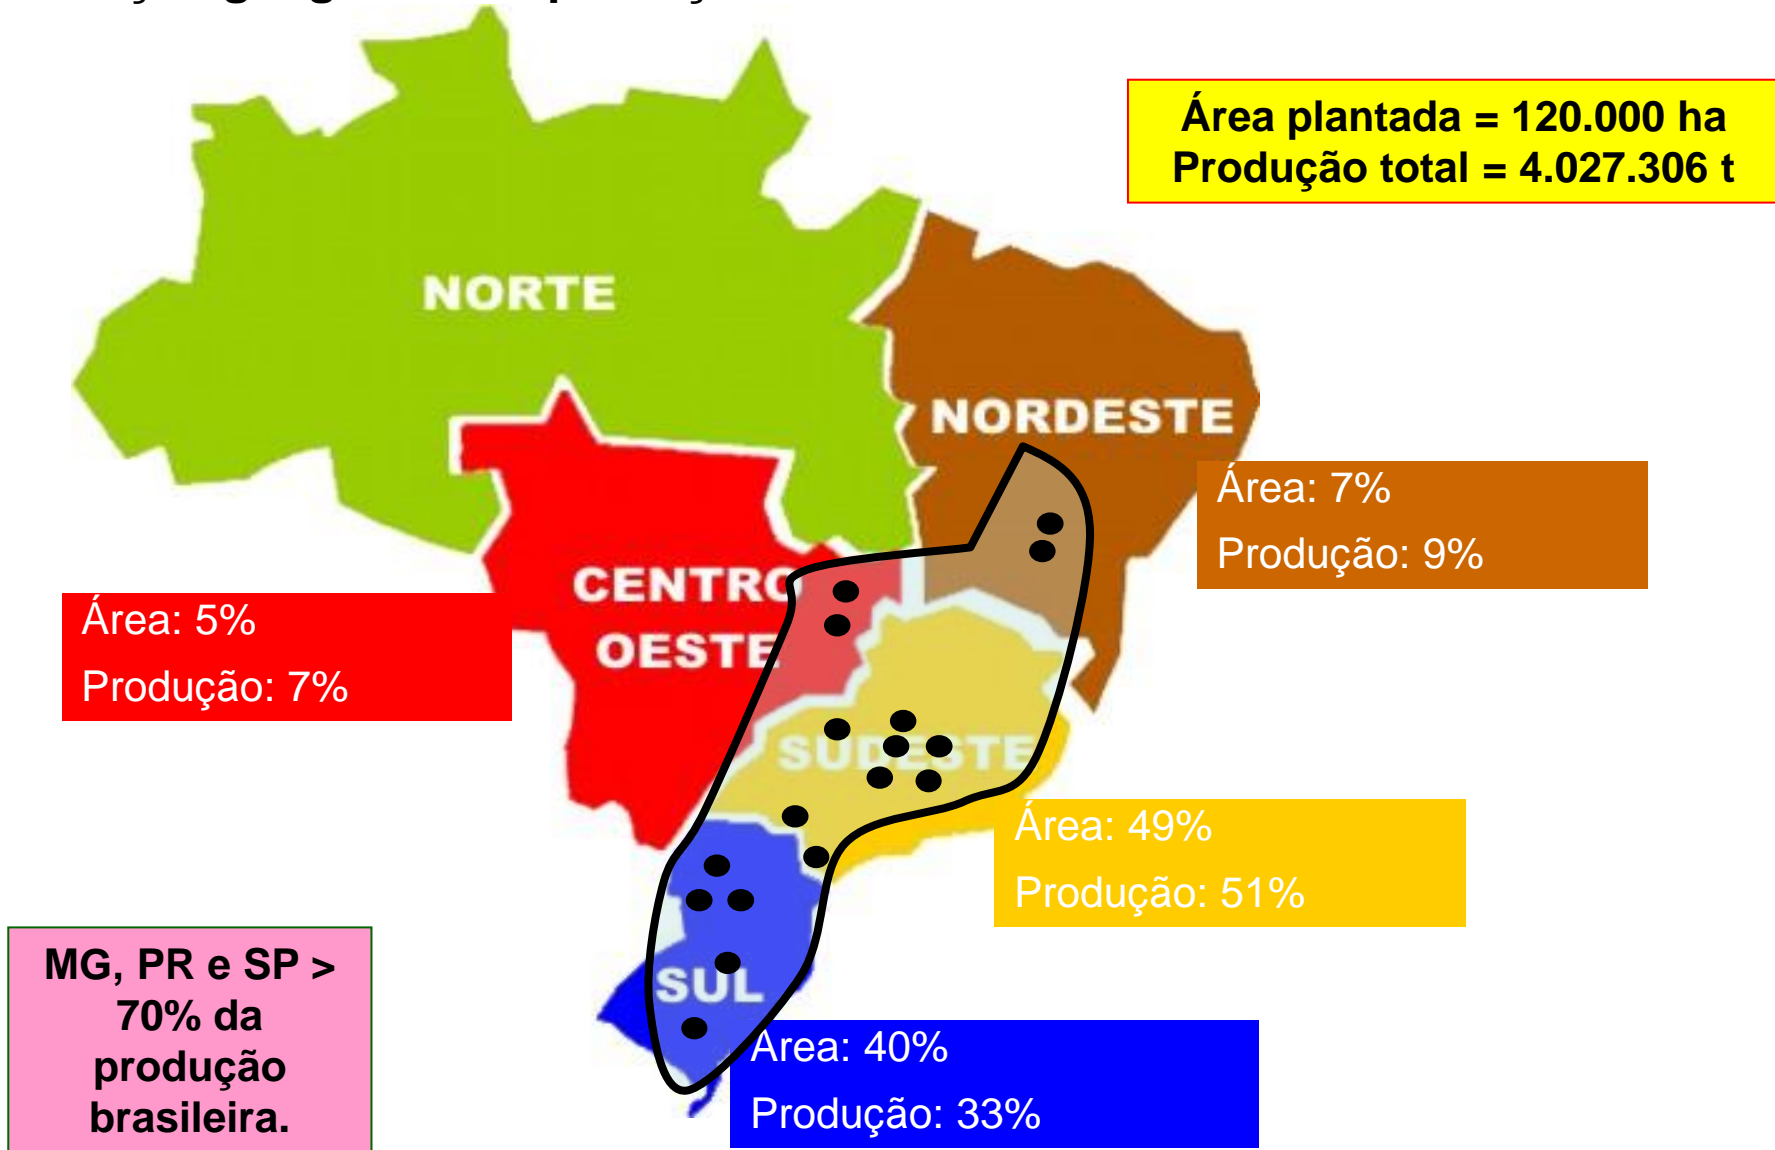 Área plantada = 120.000 ha
Produção total = 4.027.306 t
NORTE
NORDESTE
Área: 7%
Produção: 9%
CENTRO
OESTE
Área: 5%
Produção: 7%
SUDESTE
Área: 49%
Produção: 51%
MG, PR e SP >
70% da
produção
brasileira.
SUL
Área: 40%
Produção: 33%